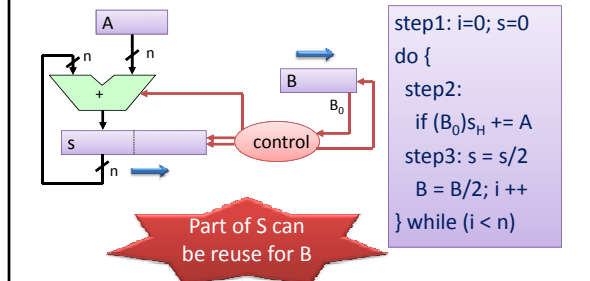 A
n
n
+
s
n
B
B₀
control
Part of S can
be reuse for B
step1: i=0; s=0
do {
step2:
if (B₀)s_H += A
step3: s = s/2
B = B/2; i ++
} while (i < n)